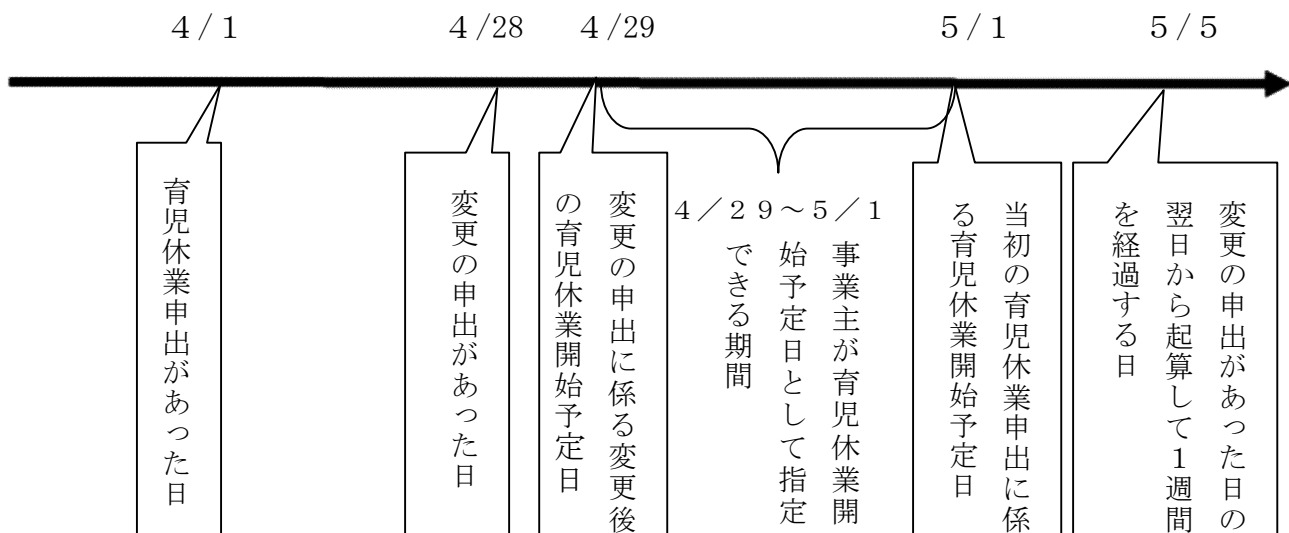 4/1
4/28
4/29
5/1
5/5
育児休業申出があった日
変更の申出があった日
変更の申出に係る変更後
の育児休業開始予定日
4/29～5/1
事業主が育児休業開
始予定日として指定
できる期間
当初の育児休業申出に係
る育児休業開始予定日
変更の申出があった日の
翌日から起算して1週間
を経過する日